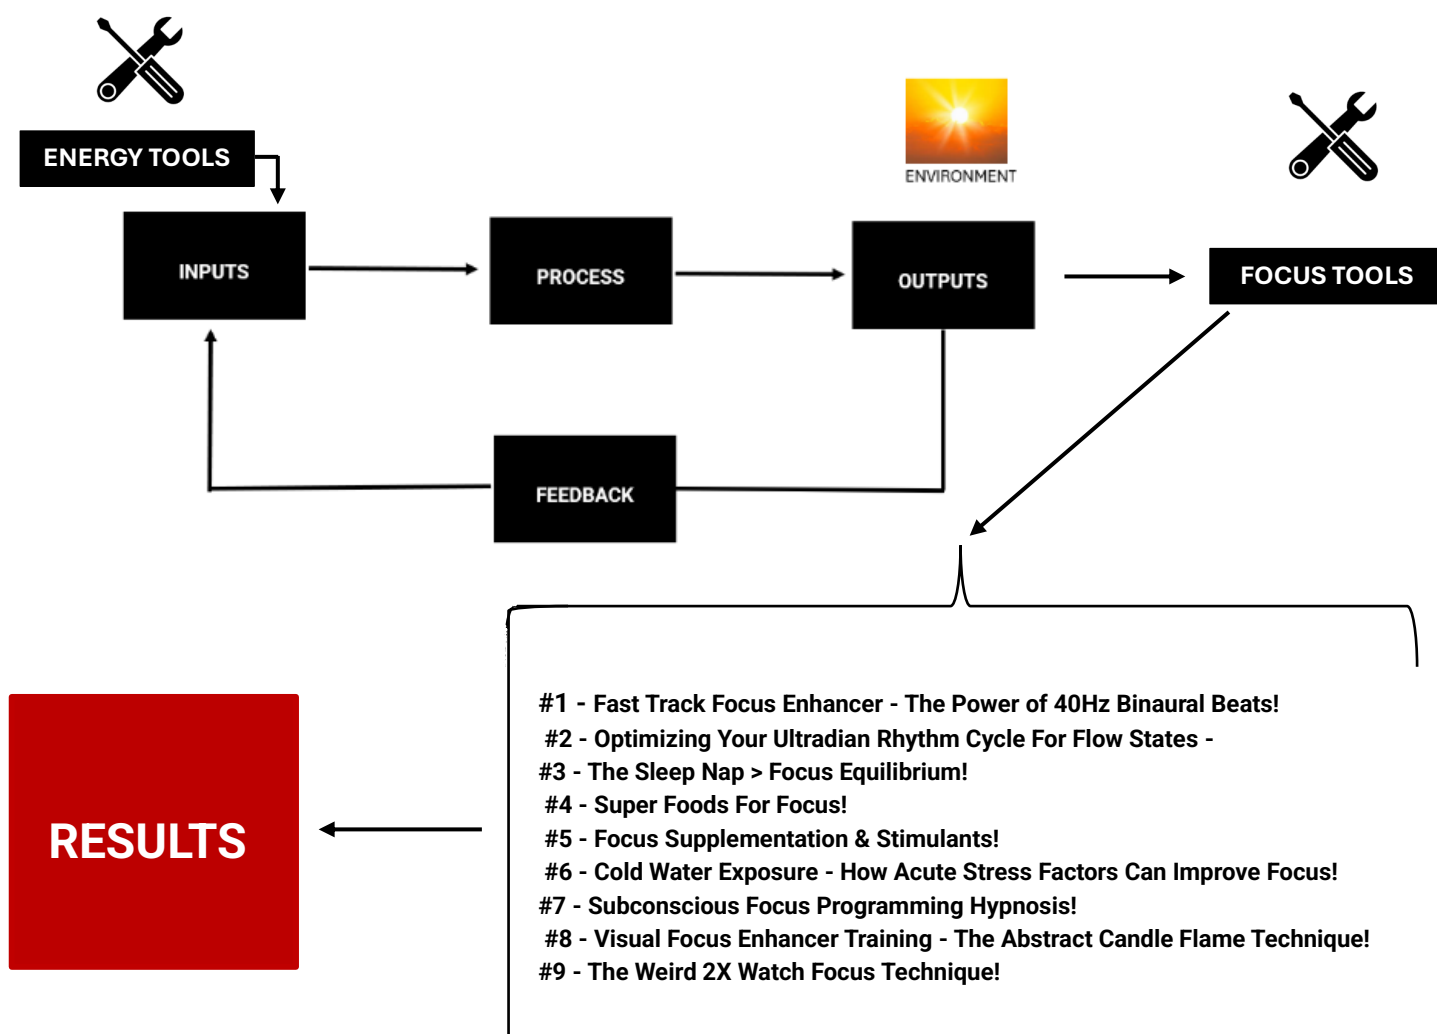 ENERGY TOOLS
ENVIRONMENT
INPUTS
PROCESS
OUTPUTS
FOCUS TOOLS
FEEDBACK
RESULTS
#1 - Fast Track Focus Enhancer - The Power of 40Hz Binaural Beats!
#2 - Optimizing Your Ultradian Rhythm Cycle For Flow States -
#3 - The Sleep Nap > Focus Equilibrium!
#4 - Super Foods For Focus!
#5 - Focus Supplementation & Stimulants!
#6 - Cold Water Exposure - How Acute Stress Factors Can Improve Focus!
#7 - Subconscious Focus Programming Hypnosis!
#8 - Visual Focus Enhancer Training - The Abstract Candle Flame Technique!
#9 - The Weird 2X Watch Focus Technique!